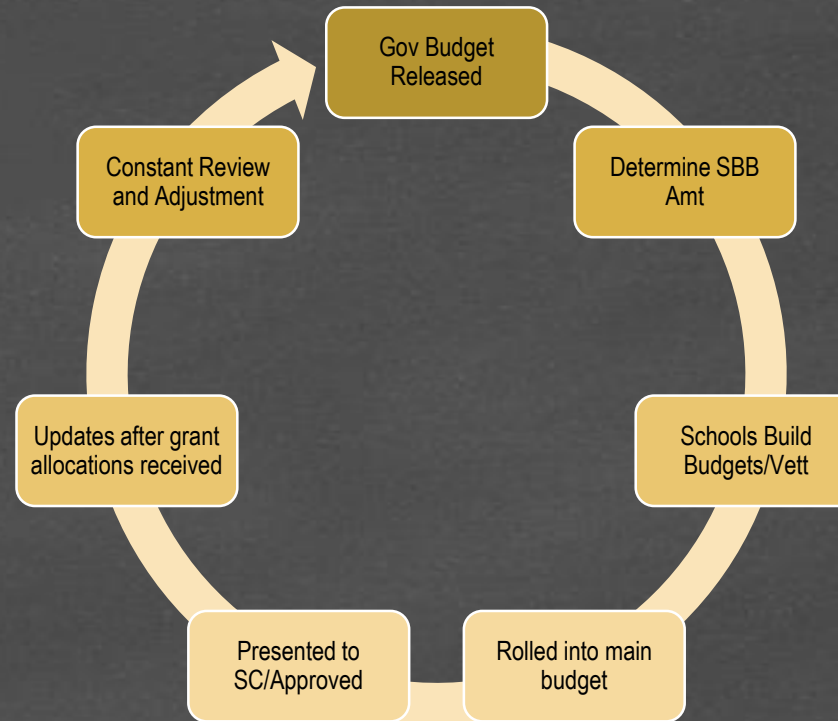 Gov Budget
Released
Determine SBB
Amt
Schools Build
Budgets/Vett
Rolled into main
budget
Presented to
SC/Approved
Updates after grant
allocations received
Constant Review
and Adjustment